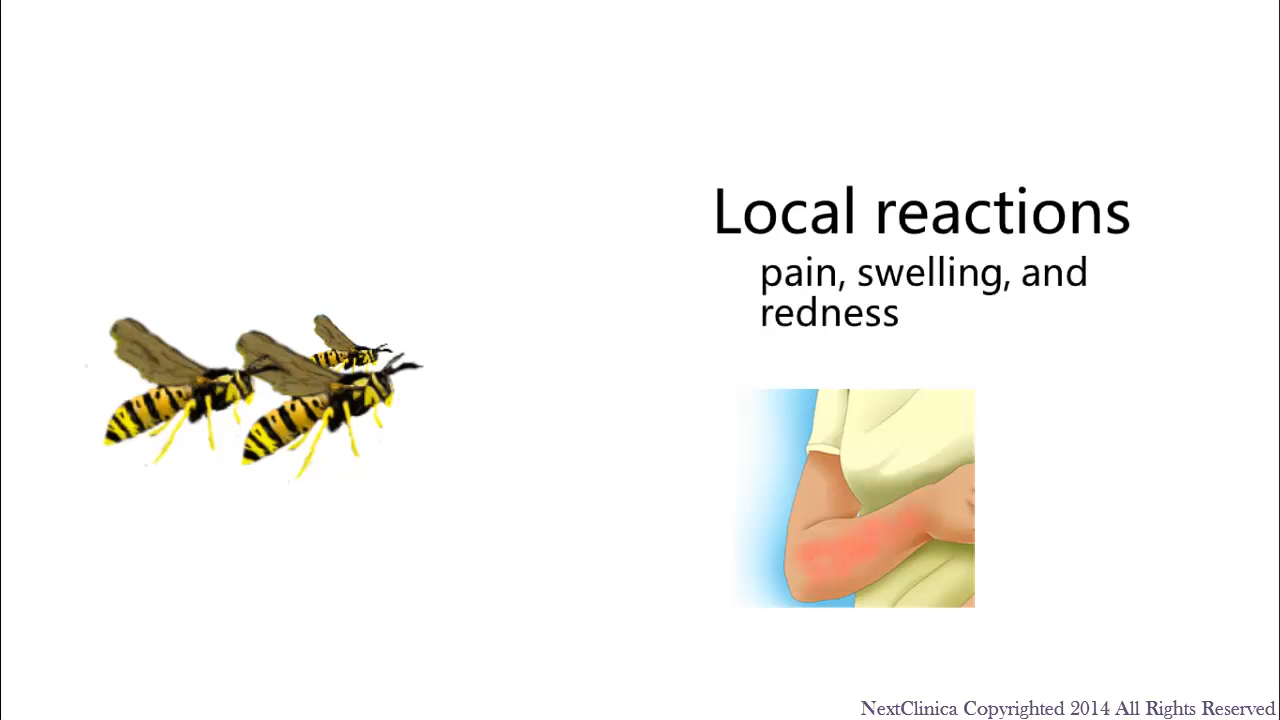 Local reactions
pain, swelling, and
redness
NextClinica Copyrighted 2014 All Rights Reserved